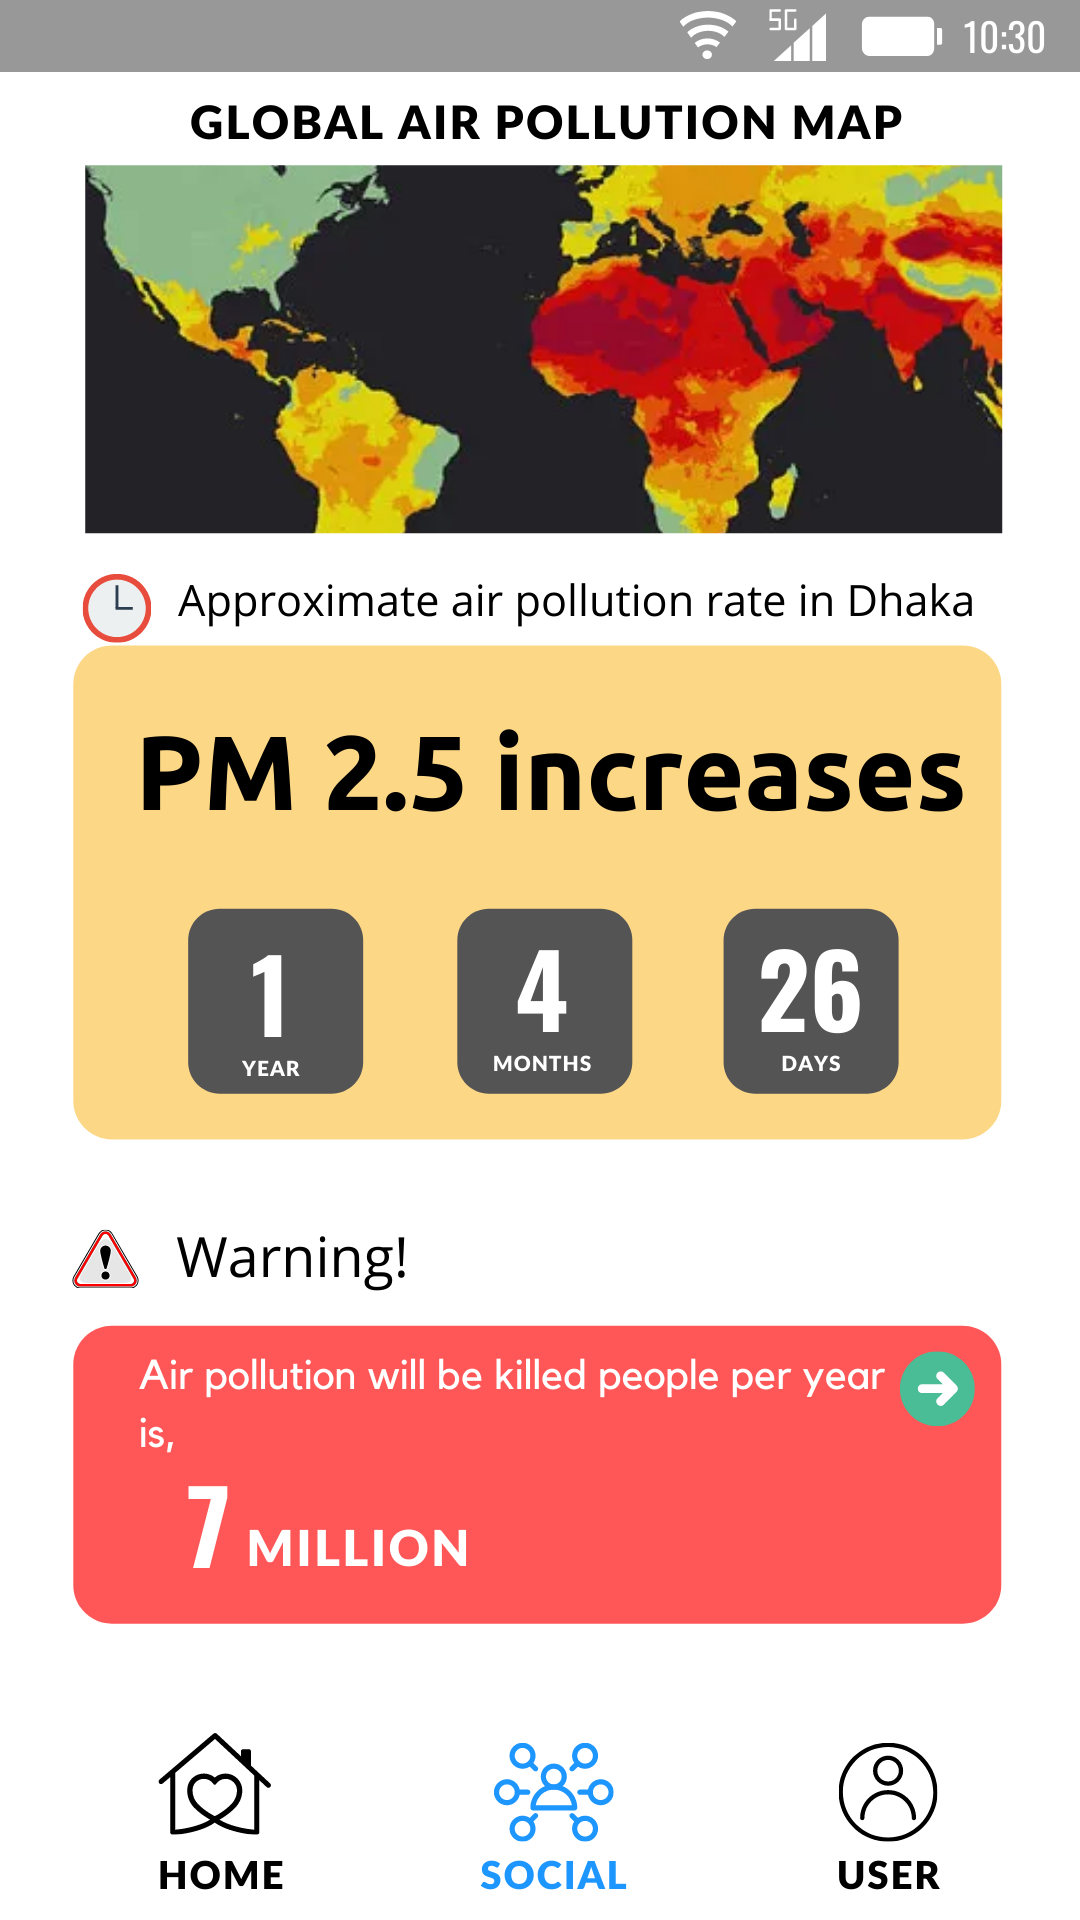 5G 10:30
GLOBAL AIR POLLUTION MAP
Approximate air pollution rate in Dhaka
PM 2.5 increases
1 4 26
YEAR MONTHS DAYS
Warning!
Air pollution will be killed people per year
is,
7 MILLION
HOME SOCIAL USER